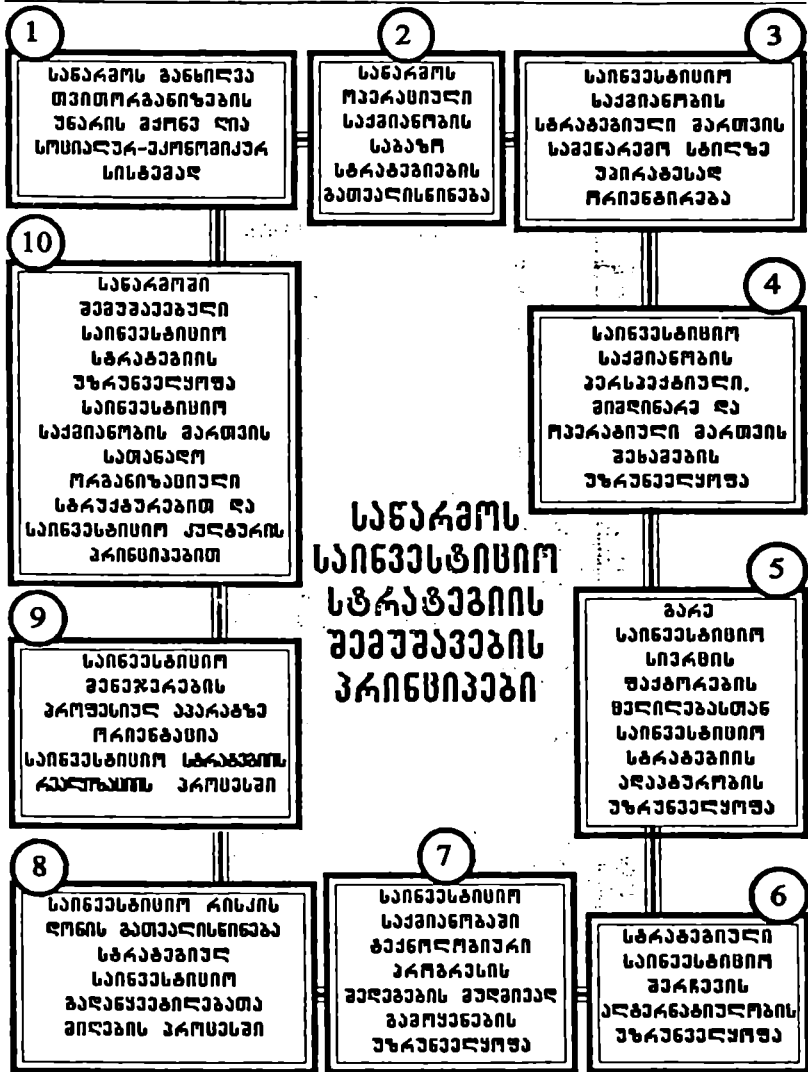 1
საწარმოს განხილვა
თვითორგანიზების
უნარის მქონე ღია
სოციალურ-ეკონომიკურ
სისტემად
2
საწარმოს
ოპერაციული
საქმიანობის
საბაზო
სტრატეგიების
გათვალისწინება
3
საინვესტიციო
საქმიანობის
სტრატეგიული მართვის
სამეწარმეო სტილზე
უპირატესად
ორიენტირება
4
საინვესტიციო
საქმიანობის
პერსპექტიული,
მიმდინარე და
ოპერატიული მართვის
შეხამების
უზრუნველყოფა
5
გარე
საინვესტიციო
სივრცის
ფაქტორების
ცვლილებასთან
საინვესტიციო
სტრატეგიის
ადაპტურობის
უზრუნველყოფა
6
სტრატეგიული
საინვესტიციო
შერჩევის
ალტერნატიულობის
უზრუნველყოფა
7
საინვესტიციო
საქმიანობაში
ტექნოლოგიური
პროგრესის
შედეგების მუდმივად
გამოყენების
უზრუნველყოფა
8
საინვესტიციო რისკის
დონის გათვალისწინება
სტრატეგიულ
საინვესტიციო
გადაწყვეტილებათა
მიღების პროცესში
9
საინვესტიციო
მენეჯერების
პროფესიულ აპარატზე
ორიენტაცია
საინვესტიციო სტრატეგიის
რეალიზაციის პროცესში
10
საწარმოში
შემუშავებული
საინვესტიციო
სტრატეგიის
უზრუნველყოფა
საინვესტიციო
საქმიანობის მართვის
სათანადო
ორგანიზაციული
სტრუქტურებით და
საინვესტიციო კულტურის
პრინციპებით
საწარმოს
საინვესტიციო
სტრატეგიის
შემუშავების
პრინციპები